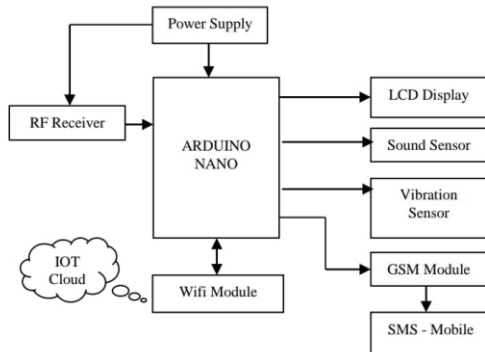 Power Supply
LCD Display
RF Receiver
ARDUINO
NANO
Sound Sensor
Vibration
Sensor
IOT
Cloud
Wifi Module
GSM Module
SMS - Mobile